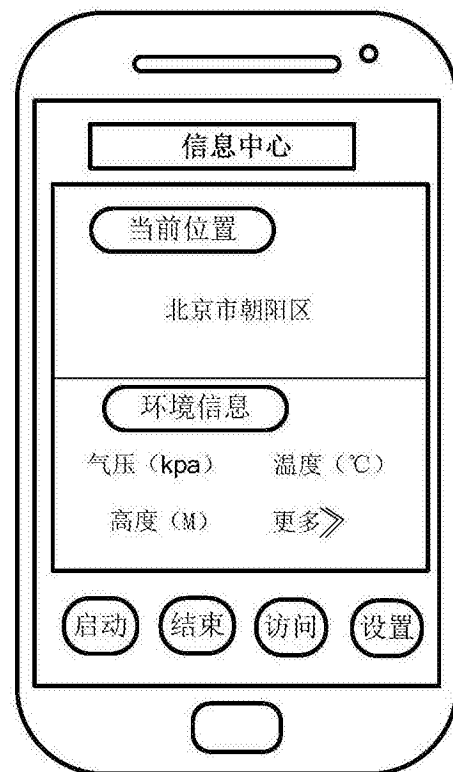 信息中心
当前位置
北京市朝阳区
环境信息
气压（kpa） 温度（℃）
高度（M） 更多》
启动 结束 访问 设置